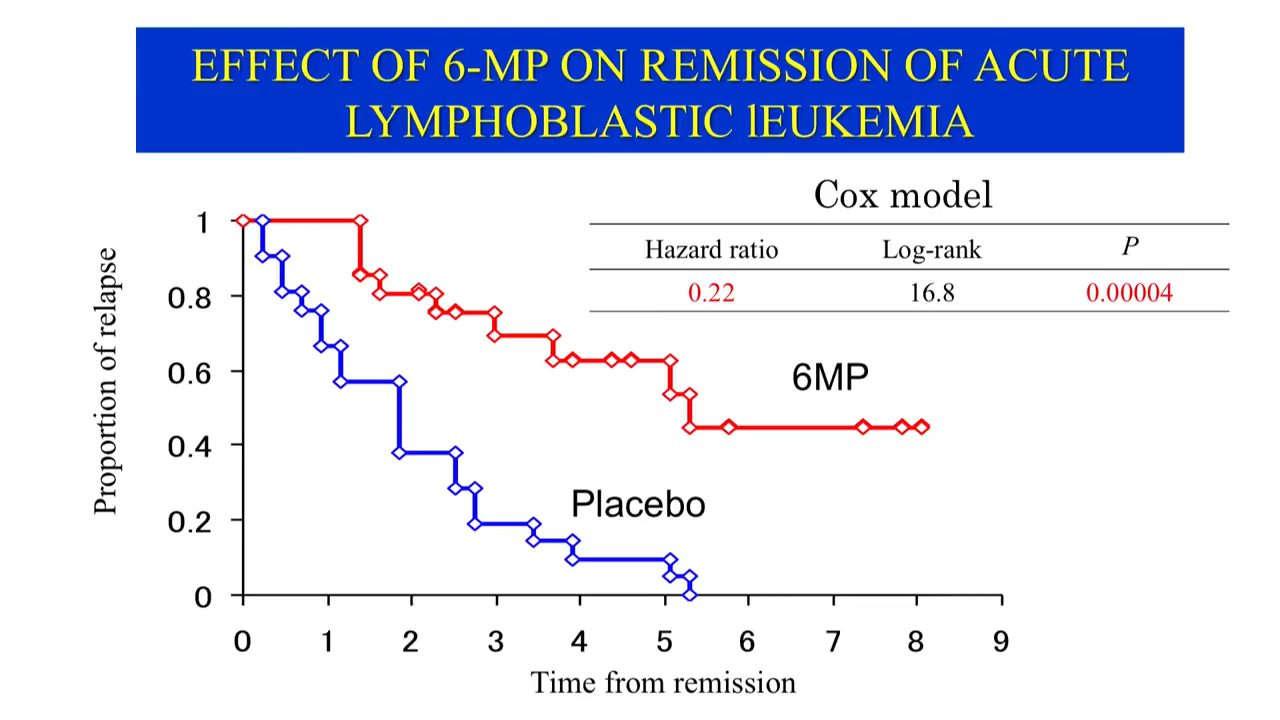 EFFECT OF 6-MP ON REMISSION OF ACUTE
LYMPHOBLASTIC lEUKEMIA
Cox model
Hazard ratio Log-rank P
0.22 16.8 0.00004
Proportion of relapse
1
0.8
0.6
0.4
0.2
0
6MP
Placebo
0 1 2 3 4 5 6 7 8 9
Time from remission